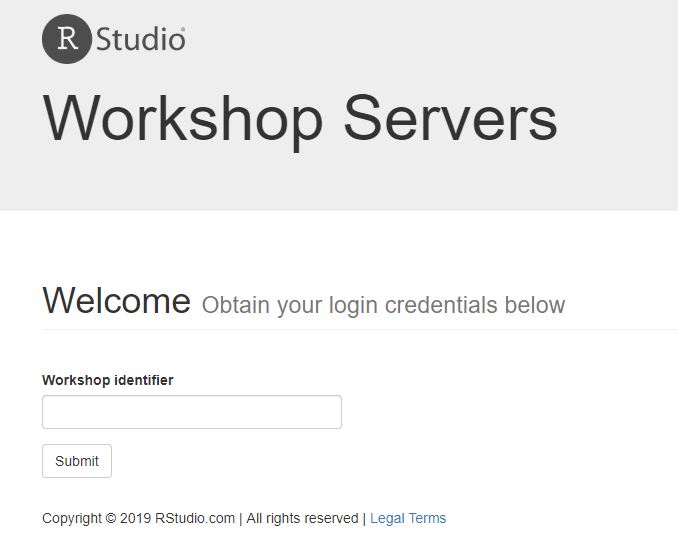 R Studio®
Workshop Servers
Welcome Obtain your login credentials below
Workshop identifier
Submit
Copyright © 2019 RStudio.com | All rights reserved | Legal Terms